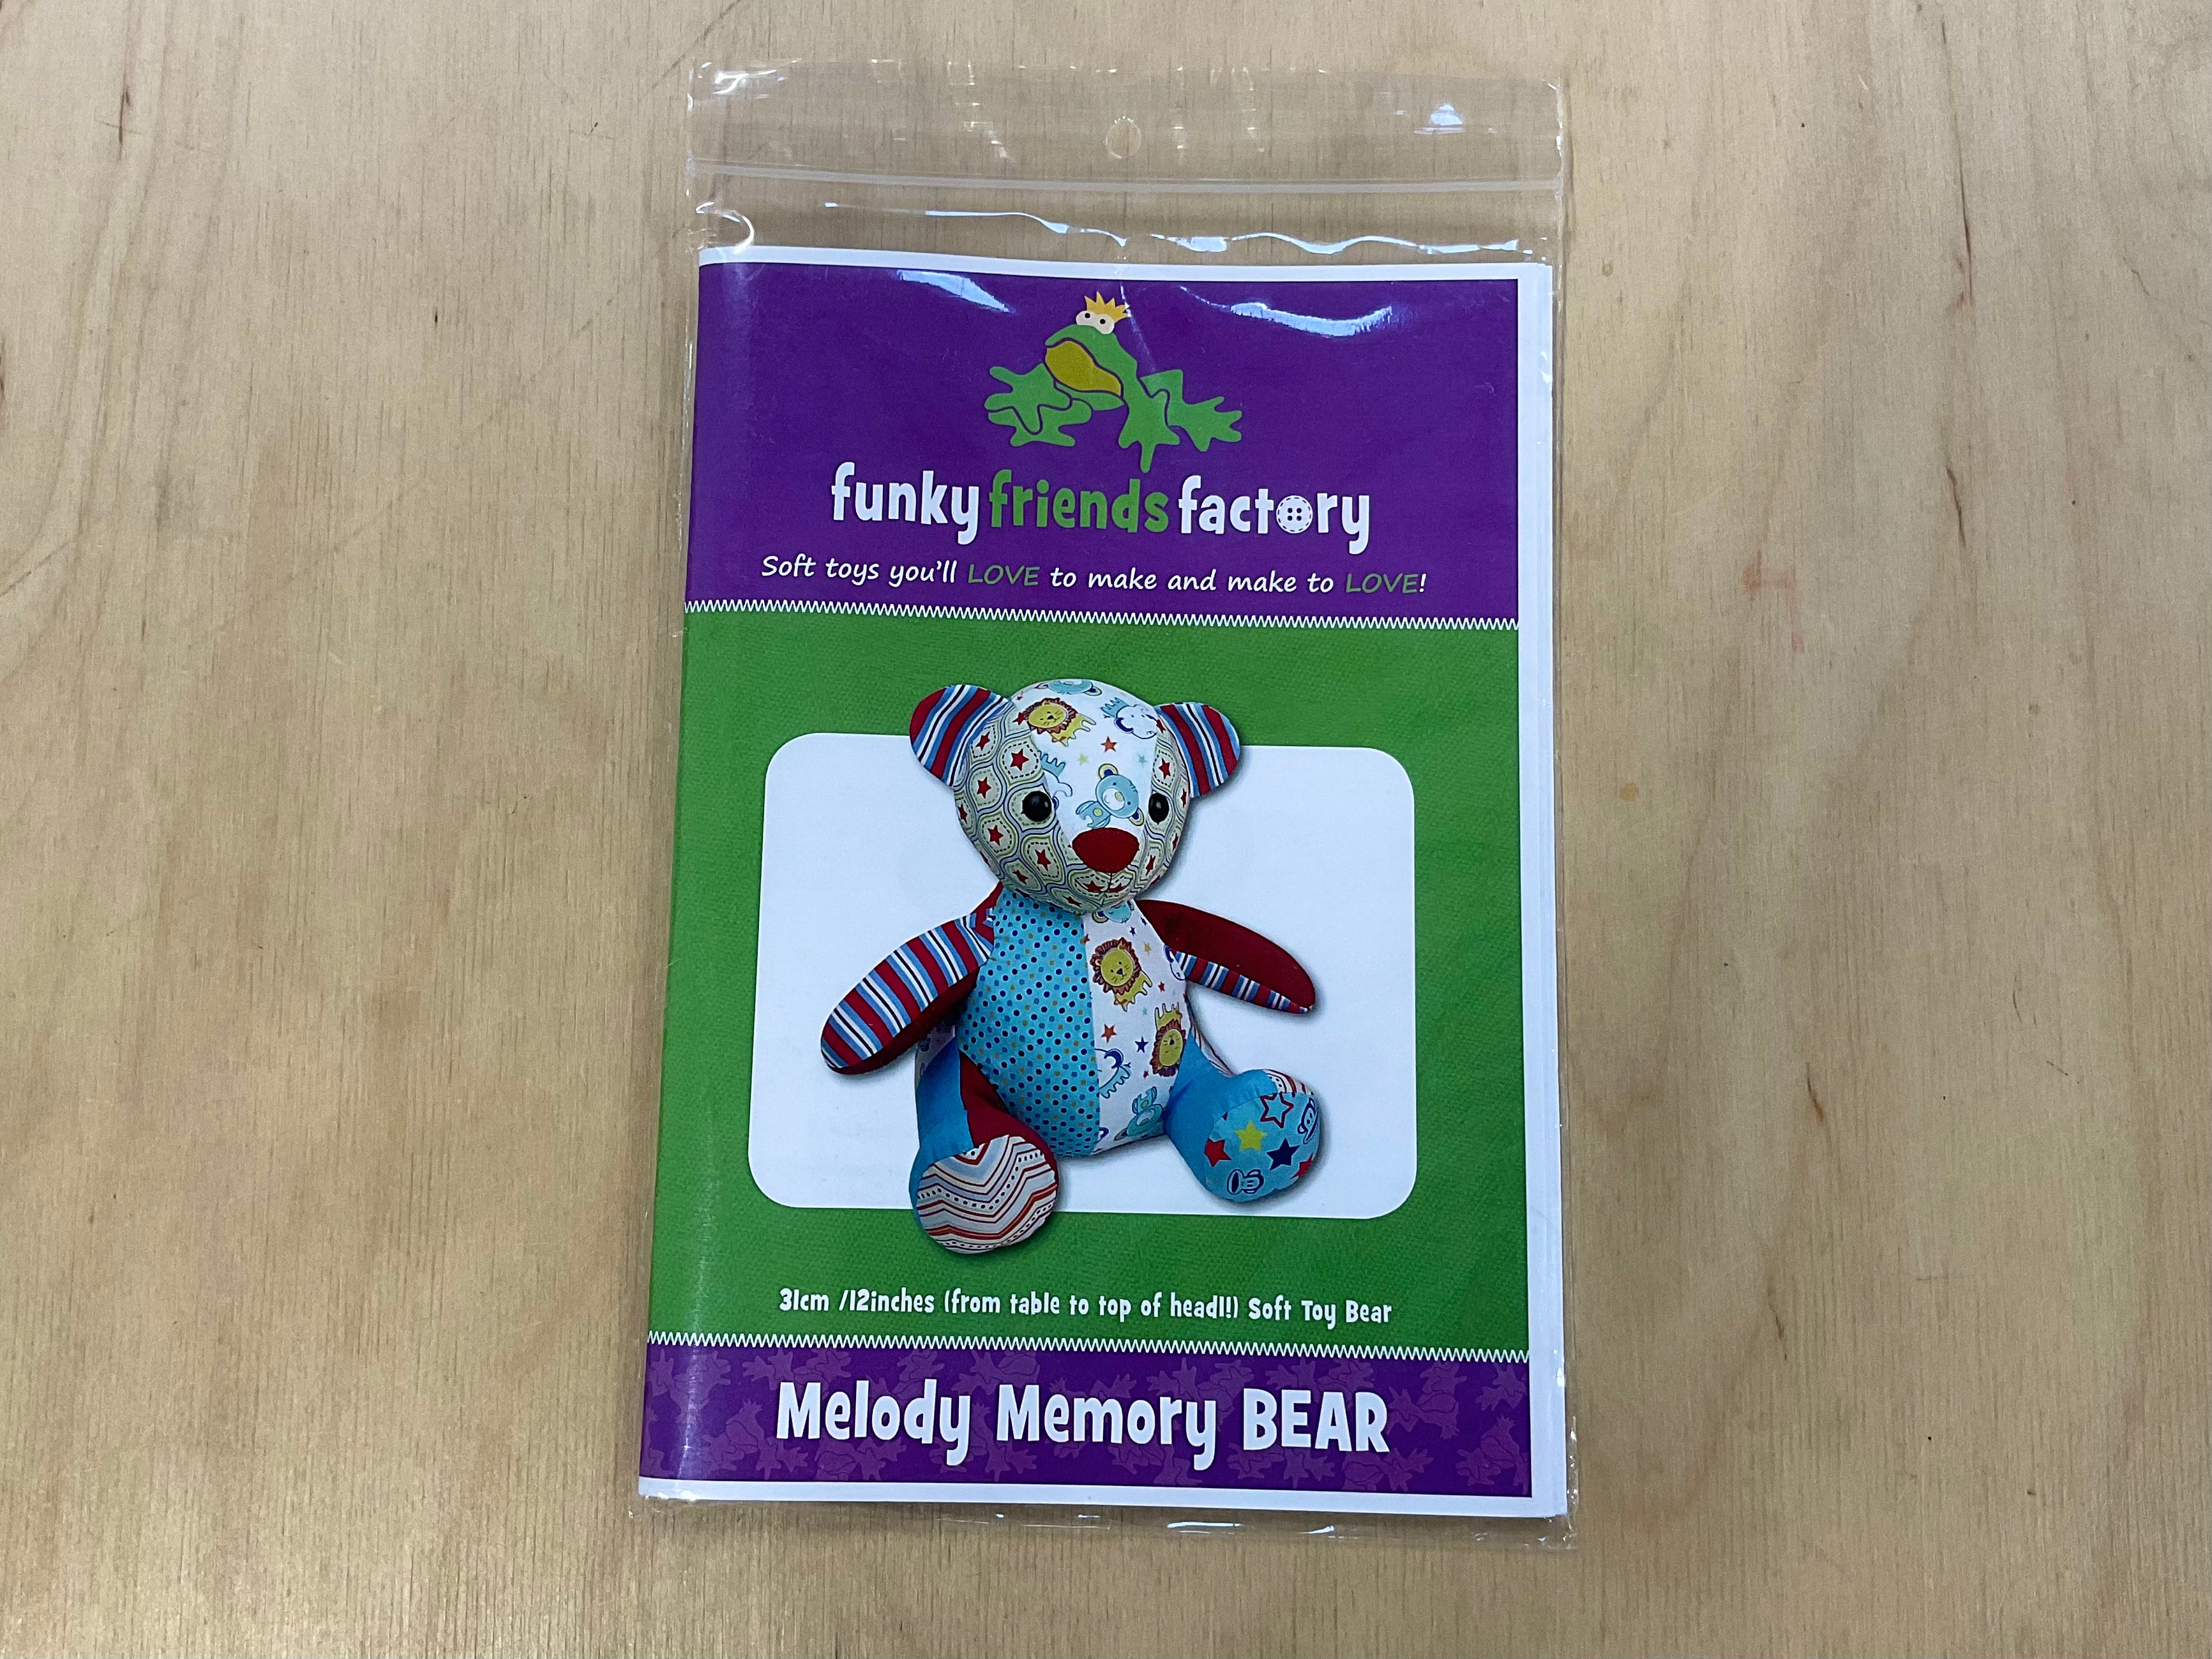 funky friends factory
Soft toys you'll LOVE to make and make to LOVE!
31cm /12inches (from table to top of head!!) Soft Toy Bear
Melody Memory BEAR